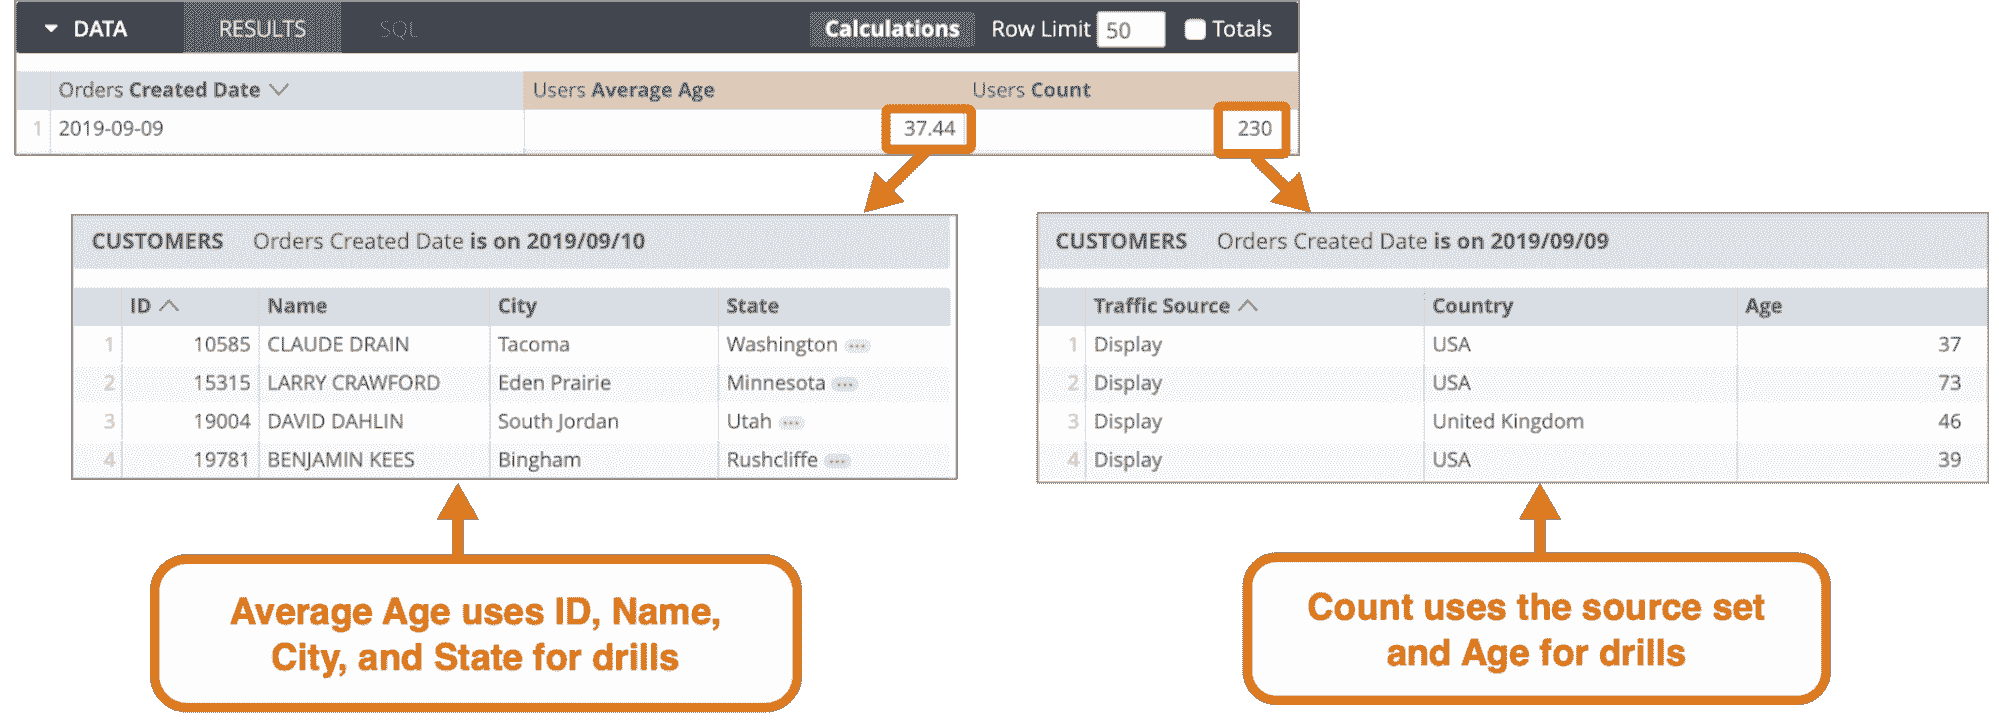 DATA RESULTS SQL Calculations Row Limit 50 Totals
Orders Created Date Users Average Age Users Count
1 2019-09-09 37.44 230
CUSTOMERS Orders Created Date is on 2019/09/10
ID Name City State
1 10585 CLAUDE DRAIN Tacoma Washington
2 15315 LARRY CRAWFORD Eden Prairie Minnesota
3 19004 DAVID DAHLIN South Jordan Utah
4 19781 BENJAMIN KEES Bingham Rushcliffe
CUSTOMERS Orders Created Date is on 2019/09/09
Traffic Source Country Age
1 Display USA 37
2 Display USA 73
3 Display United Kingdom 46
4 Display USA 39
Average Age uses ID, Name,
City, and State for drills
Count uses the source set
and Age for drills